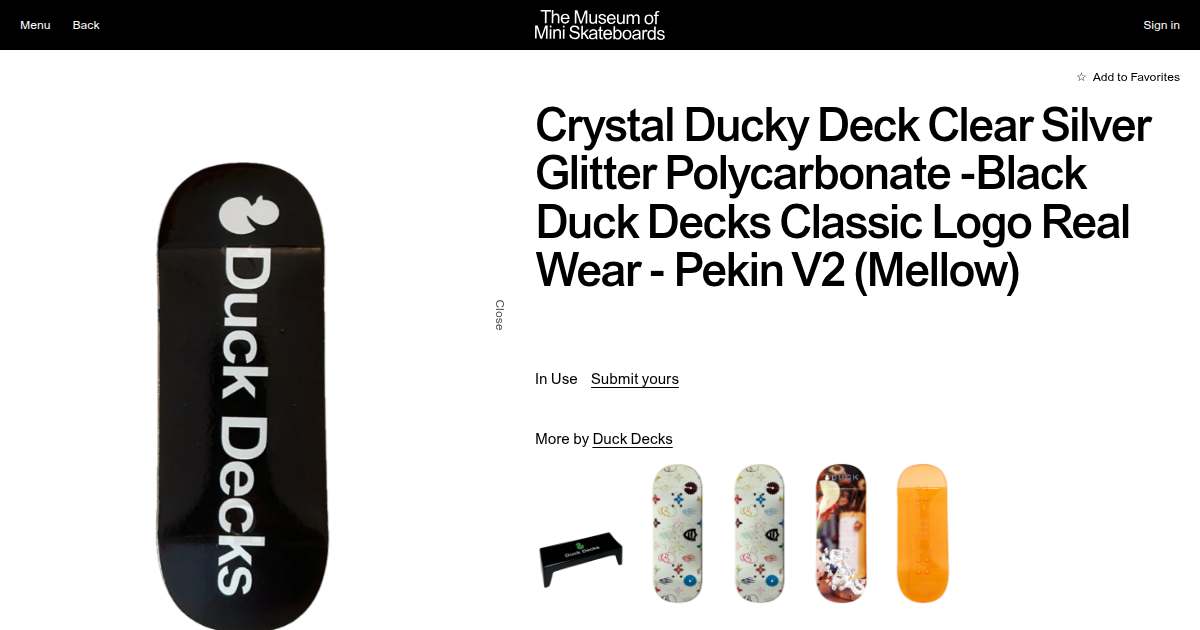 Menu
Back
The Museum of
Mini Skateboards
Sign in
☆ Add to Favorites
Crystal Ducky Deck Clear Silver
Glitter Polycarbonate -Black
Duck Decks Classic Logo Real
Wear - Pekin V2 (Mellow)
Duck Decks
Close
In Use
Submit yours
More by Duck Decks
Duck Decks
DUCK